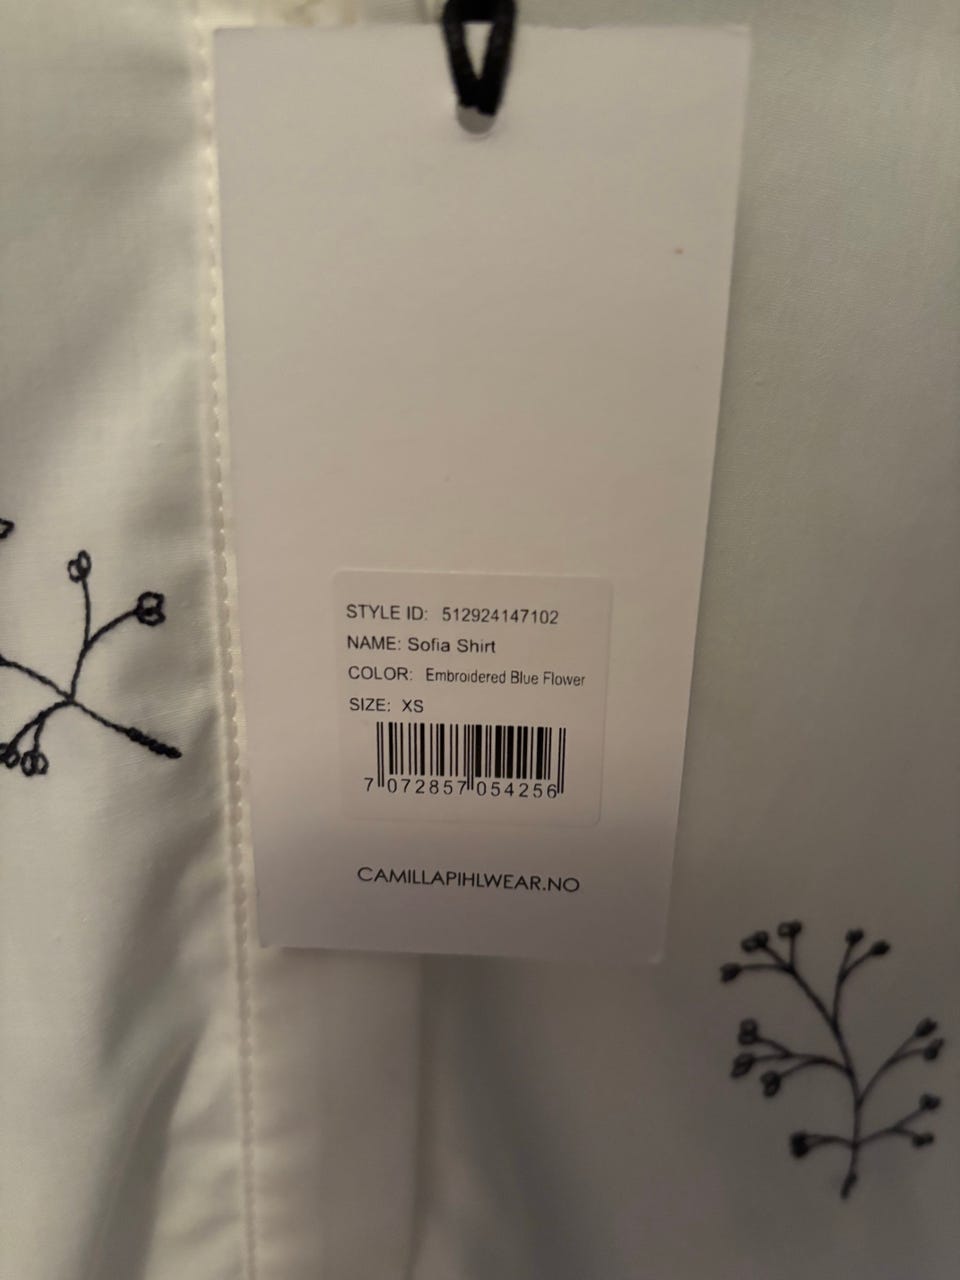 STYLE ID: 512924147102
NAME: Sofia Shirt
COLOR: Embroidered Blue Flower
SIZE: XS
7 072857 054256
CAMILLAPIHLWEAR.NO